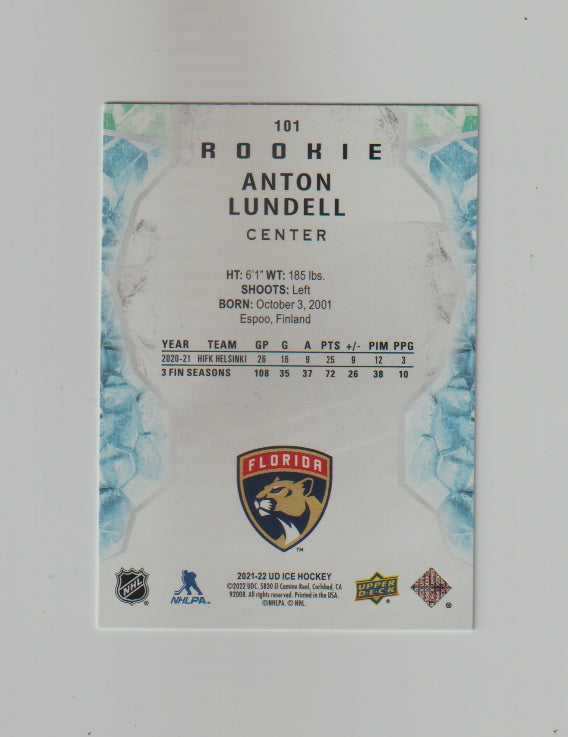 101
ROOKIE
ANTON
LUNDELL
CENTER
HT: 6'1" WT: 185 lbs.
SHOOTS: Left
BORN: October 3, 2001
Espoo, Finland
YEAR TEAM GP G A PTS +/- PIM PPG
2020-21 HIFK HELSINKI 26 16 9 25 9 12 3
3 FIN SEASONS 108 35 37 72 26 38 10
FLORIDA
TM
2021-22 UD ICE HOCKEY
©2022 UDC. 5830 El Camino Real, Carlsbad, CA
92008. All rights reserved. Printed in the USA.
©NHLPA. © NHL.
NHL ®
NHLPA
UPPER DECK ®
®